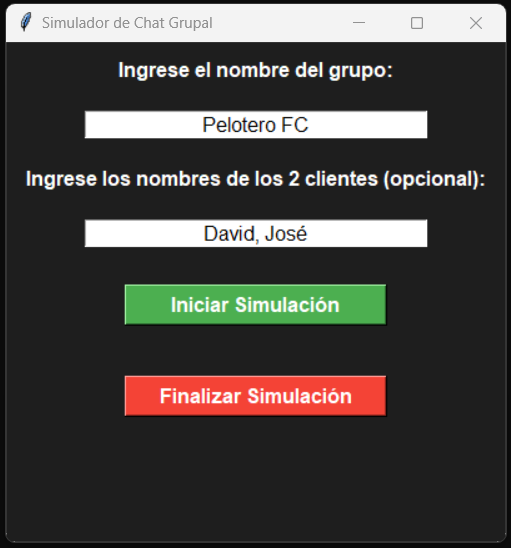 Simulador de Chat Grupal
Ingrese el nombre del grupo:
Pelotero FC
Ingrese los nombres de los 2 clientes (opcional):
David, José
Iniciar Simulación
Finalizar Simulación